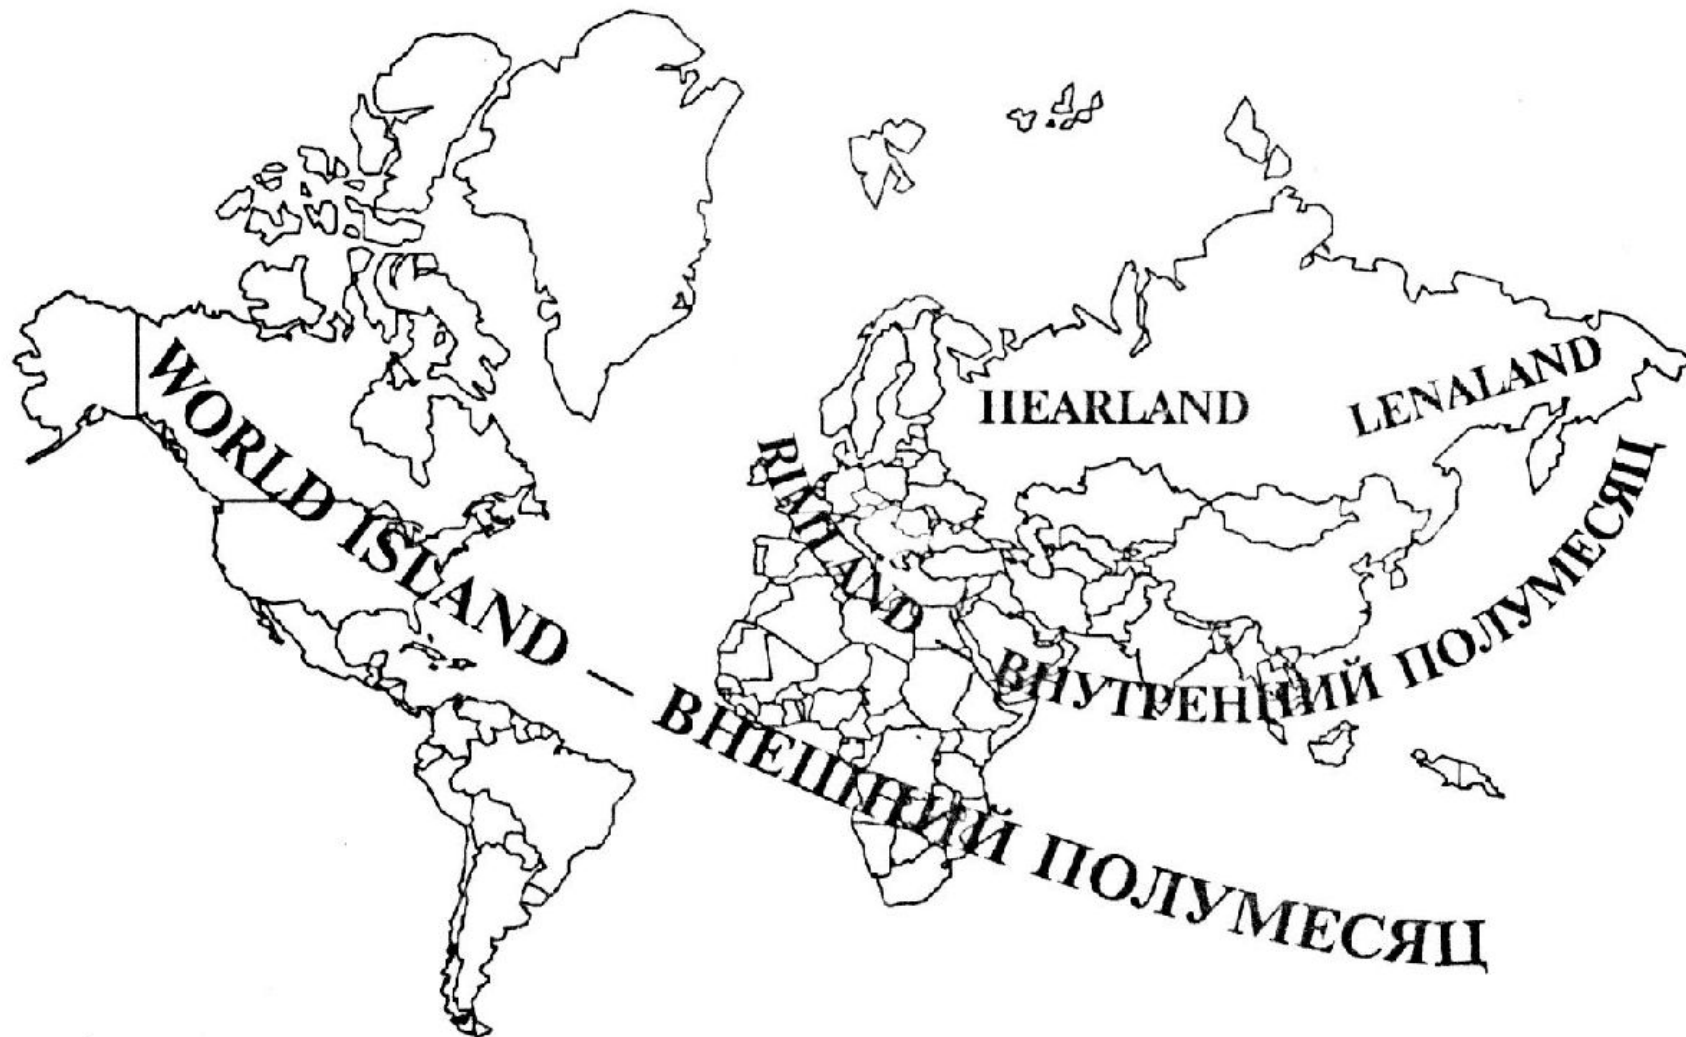 WORLD ISLAND — ВНЕШНИЙ ПОЛУМЕСЯЦ
HEARLAND
LENALAND
RIMLAND – ВНУТРЕННИЙ ПОЛУМЕСЯЦ